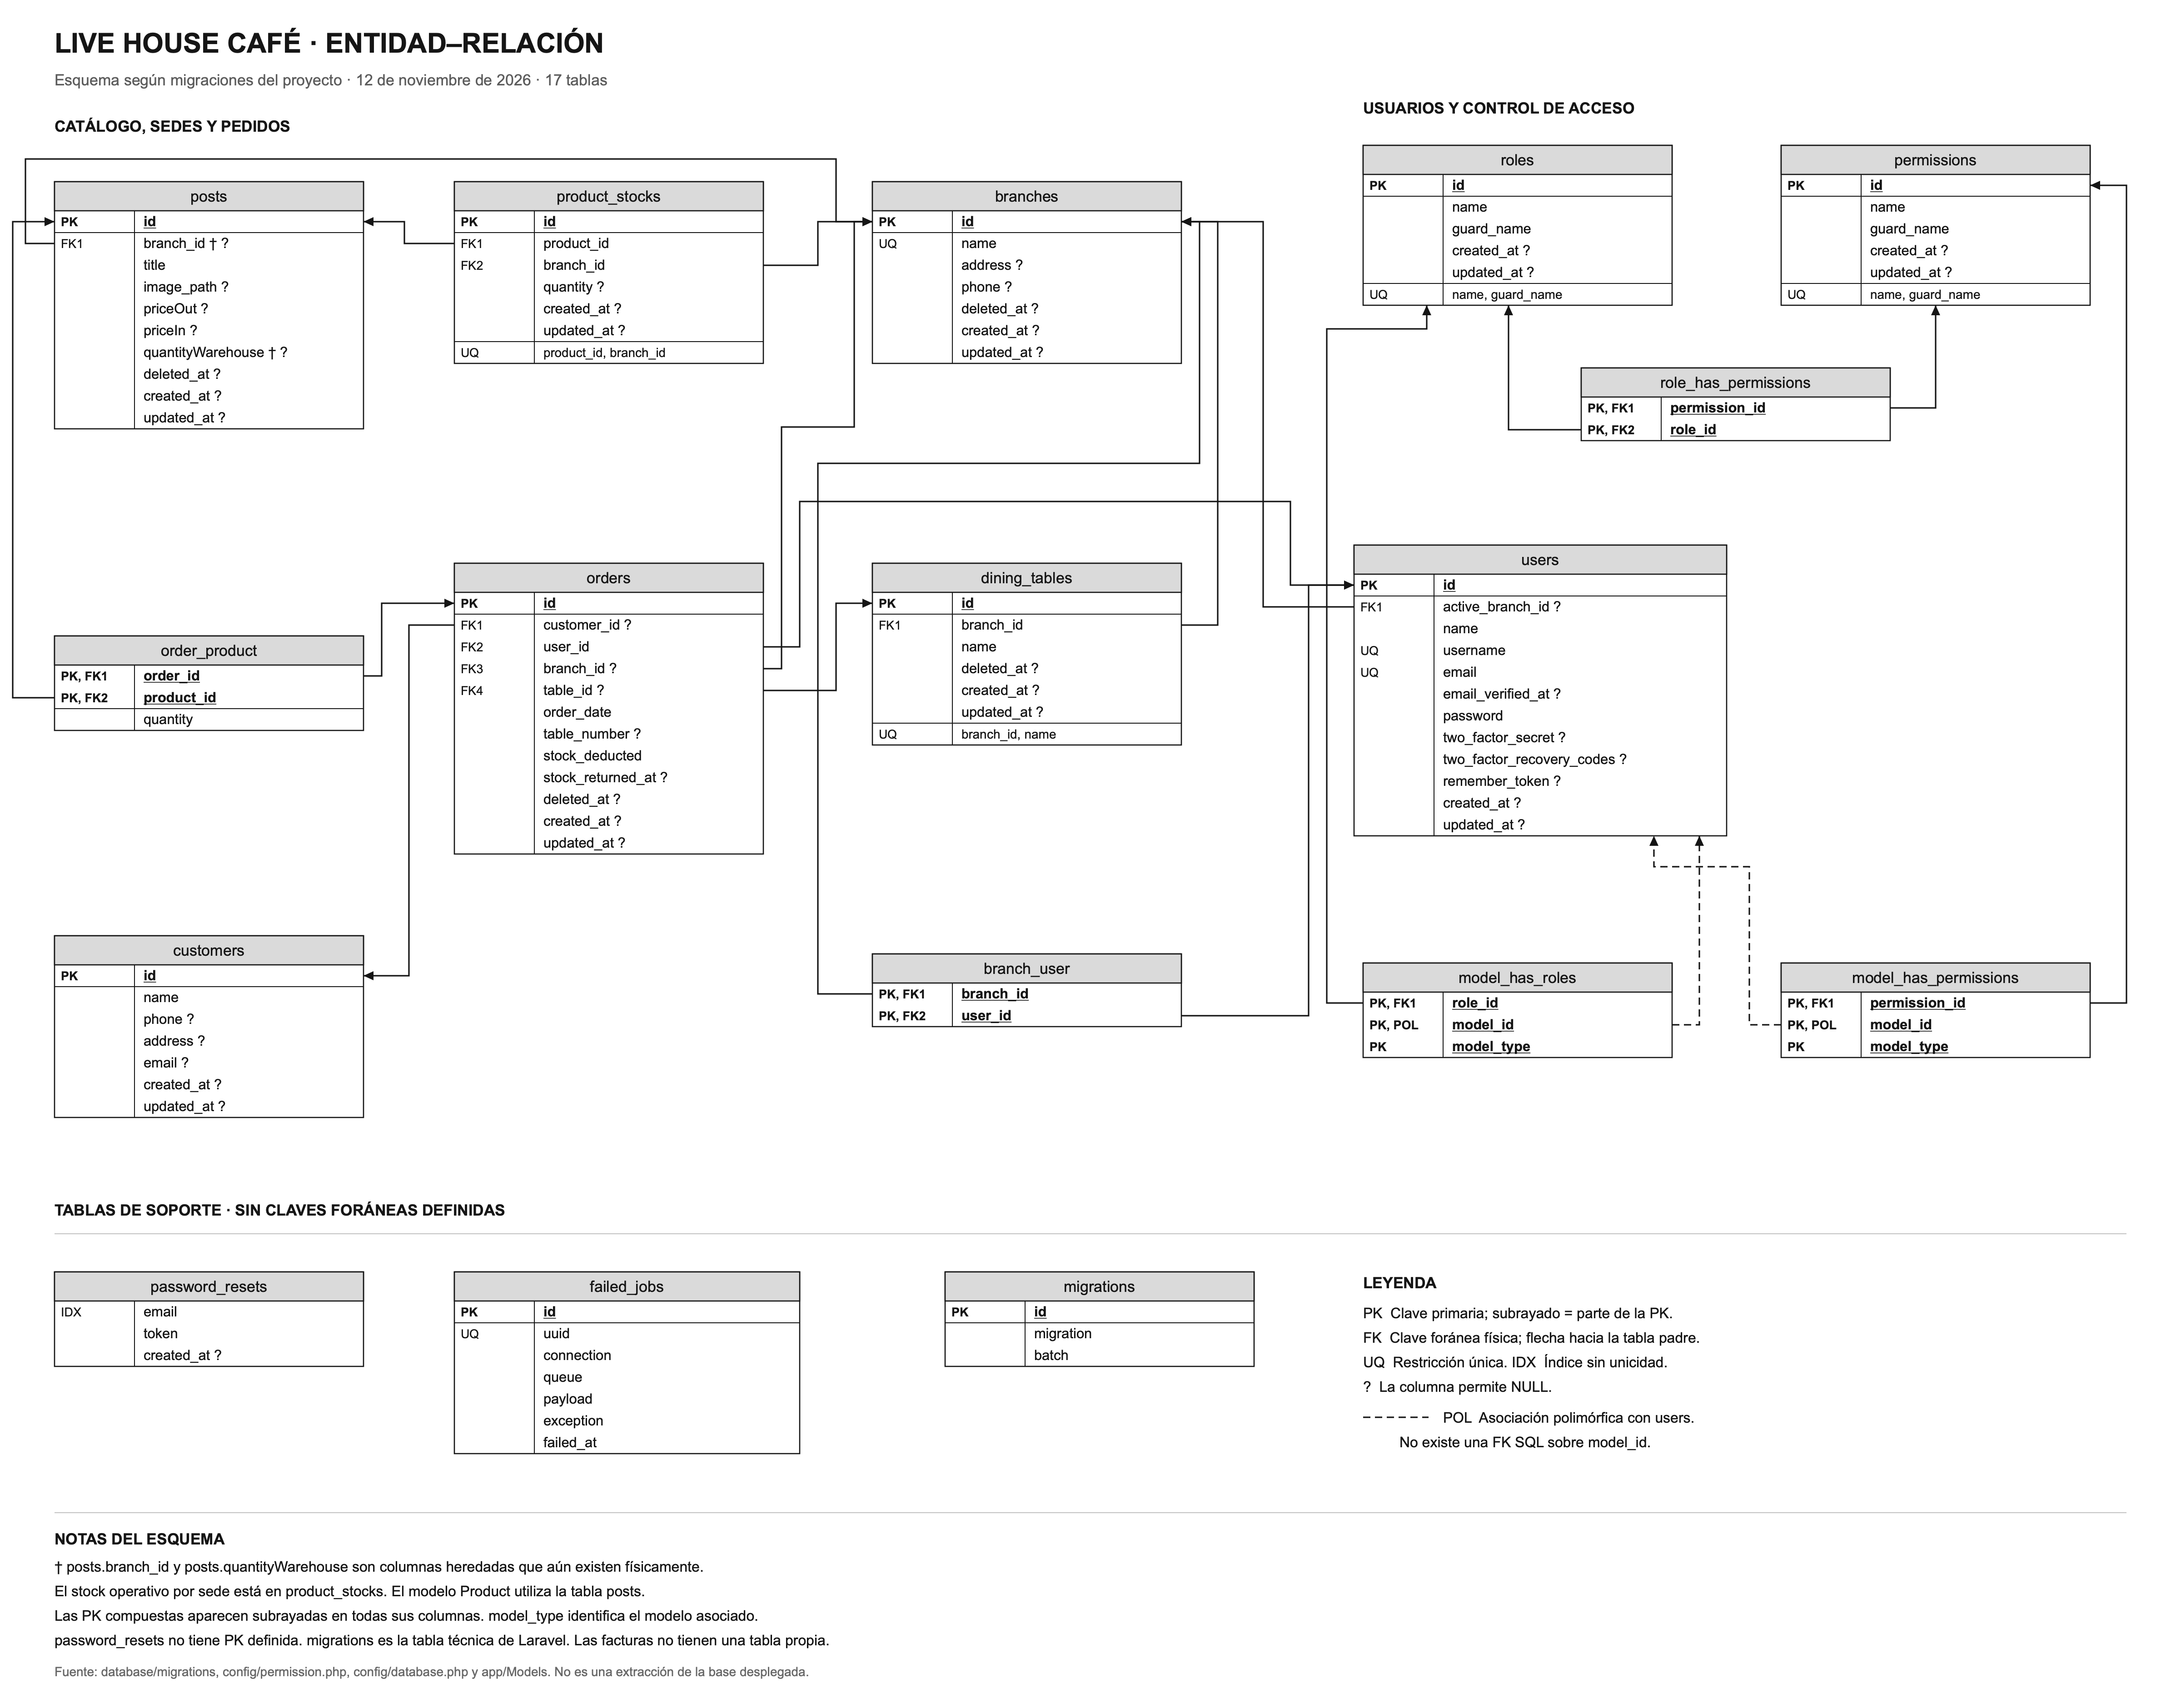 LIVE HOUSE CAFÉ · ENTIDAD–RELACIÓN
Esquema según migraciones del proyecto · 12 de noviembre de 2026 · 17 tablas
CATÁLOGO, SEDES Y PEDIDOS
posts
PK id
FK1 branch_id † ?
title
image_path ?
priceOut ?
priceIn ?
quantityWarehouse † ?
deleted_at ?
created_at ?
updated_at ?
product_stocks
PK id
FK1 product_id
FK2 branch_id
quantity ?
created_at ?
updated_at ?
UQ product_id, branch_id
branches
PK id
UQ name
address ?
phone ?
deleted_at ?
created_at ?
updated_at ?
order_product
PK, FK1 order_id
PK, FK2 product_id
quantity
orders
PK id
FK1 customer_id ?
FK2 user_id
FK3 branch_id ?
FK4 table_id ?
order_date
table_number ?
stock_deducted
stock_returned_at ?
deleted_at ?
created_at ?
updated_at ?
dining_tables
PK id
FK1 branch_id
name
deleted_at ?
created_at ?
updated_at ?
UQ branch_id, name
customers
PK id
name
phone ?
address ?
email ?
created_at ?
updated_at ?
branch_user
PK, FK1 branch_id
PK, FK2 user_id
USUARIOS Y CONTROL DE ACCESO
roles
PK id
name
guard_name
created_at ?
updated_at ?
UQ name, guard_name
permissions
PK id
name
guard_name
created_at ?
updated_at ?
UQ name, guard_name
role_has_permissions
PK, FK1 permission_id
PK, FK2 role_id
users
PK id
FK1 active_branch_id ?
name
UQ username
UQ email
email_verified_at ?
password
two_factor_secret ?
two_factor_recovery_codes ?
remember_token ?
created_at ?
updated_at ?
model_has_roles
PK, FK1 role_id
PK, POL model_id
PK model_type
model_has_permissions
PK, FK1 permission_id
PK, POL model_id
PK model_type
TABLAS DE SOPORTE · SIN CLAVES FORÁNEAS DEFINIDAS
password_resets
IDX email
token
created_at ?
failed_jobs
PK id
UQ uuid
connection
queue
payload
exception
failed_at
migrations
PK id
migration
batch
LEYENDA
PK Clave primaria; subrayado = parte de la PK.
FK Clave foránea física; flecha hacia la tabla padre.
UQ Restricción única. IDX Índice sin unicidad.
? La columna permite NULL.
POL Asociación polimórfica con users.
No existe una FK SQL sobre model_id.
NOTAS DEL ESQUEMA
† posts.branch_id y posts.quantityWarehouse son columnas heredadas que aún existen físicamente.
El stock operativo por sede está en product_stocks. El modelo Product utiliza la tabla posts.
Las PK compuestas aparecen subrayadas en todas sus columnas. model_type identifica el modelo asociado.
password_resets no tiene PK definida. migrations es la tabla técnica de Laravel. Las facturas no tienen una tabla propia.
Fuente: database/migrations, config/permission.php, config/database.php y app/Models. No es una extracción de la base desplegada.